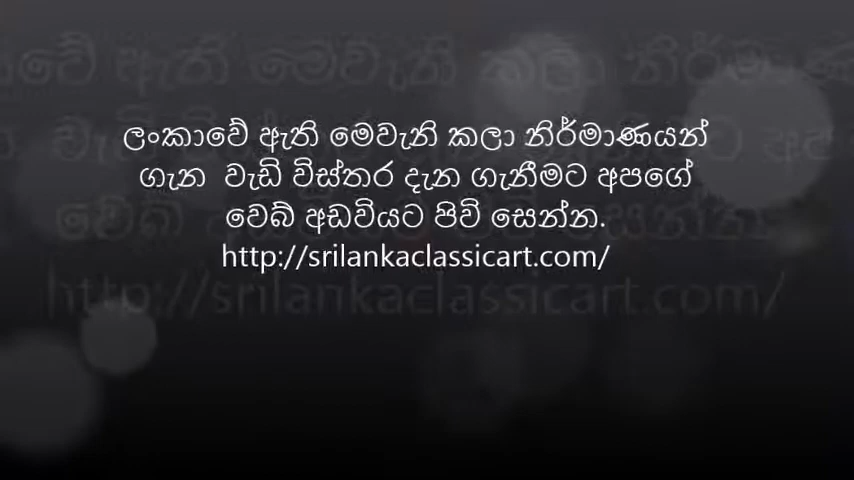 ලංකාවේ ඇති මෙවැනි කලා නිර්මාණයන්
ගැන වැඩි විස්තර දැන ගැනීමට අපගේ
වෙබ් අඩවියට පිවි සෙන්න.
http://srilankaclassicart.com/